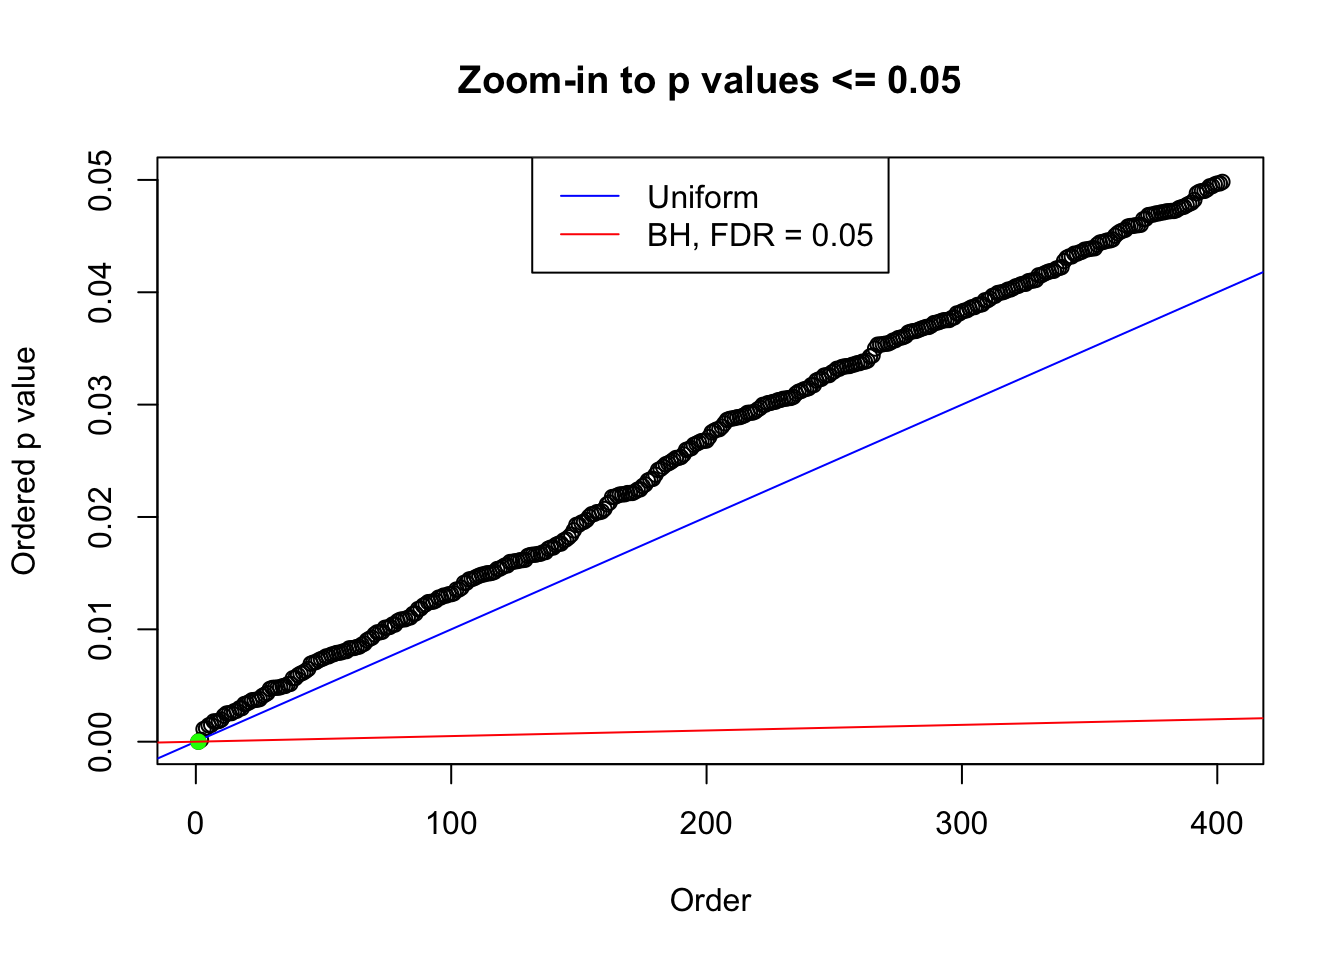 Zoom-in to p values <= 0.05
Uniform
BH, FDR = 0.05
Ordered p value
0.05
0.04
0.03
0.02
0.01
0.00
0 100 200 300 400
Order